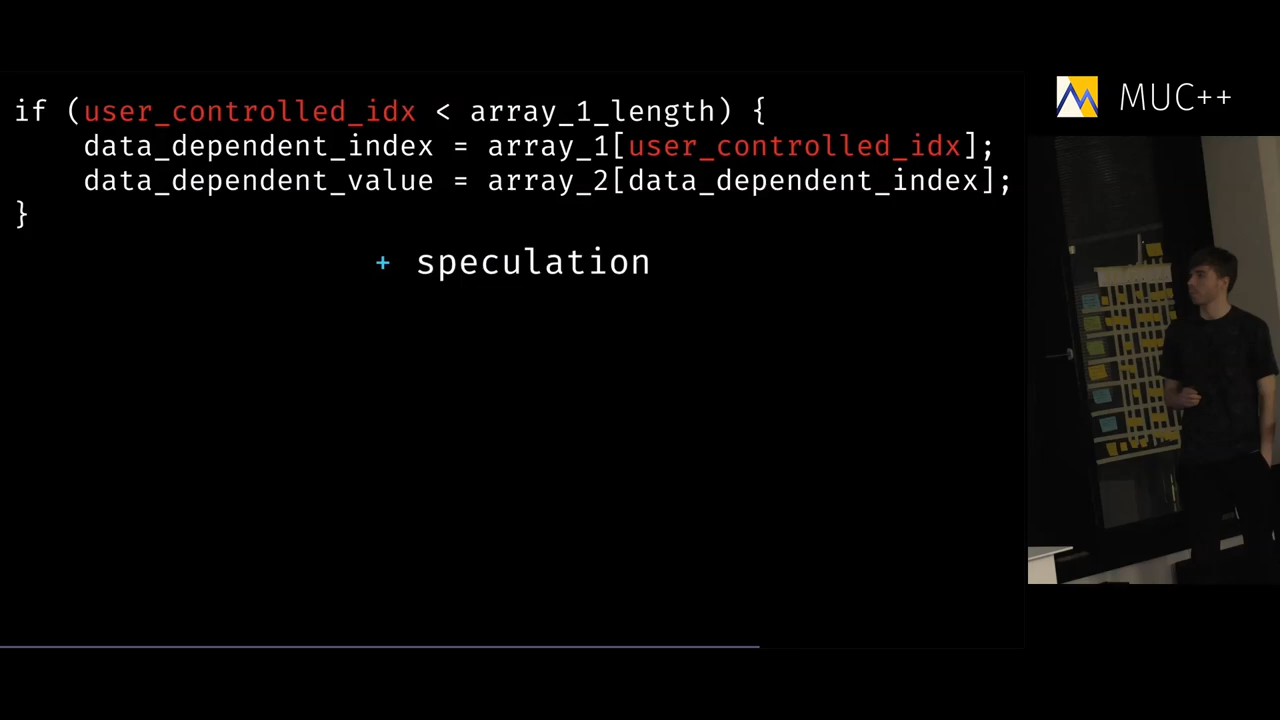 if (user_controlled_idx < array_1_length) {
    data_dependent_index = array_1[user_controlled_idx];
    data_dependent_value = array_2[data_dependent_index];
}
+ speculation
MUC++